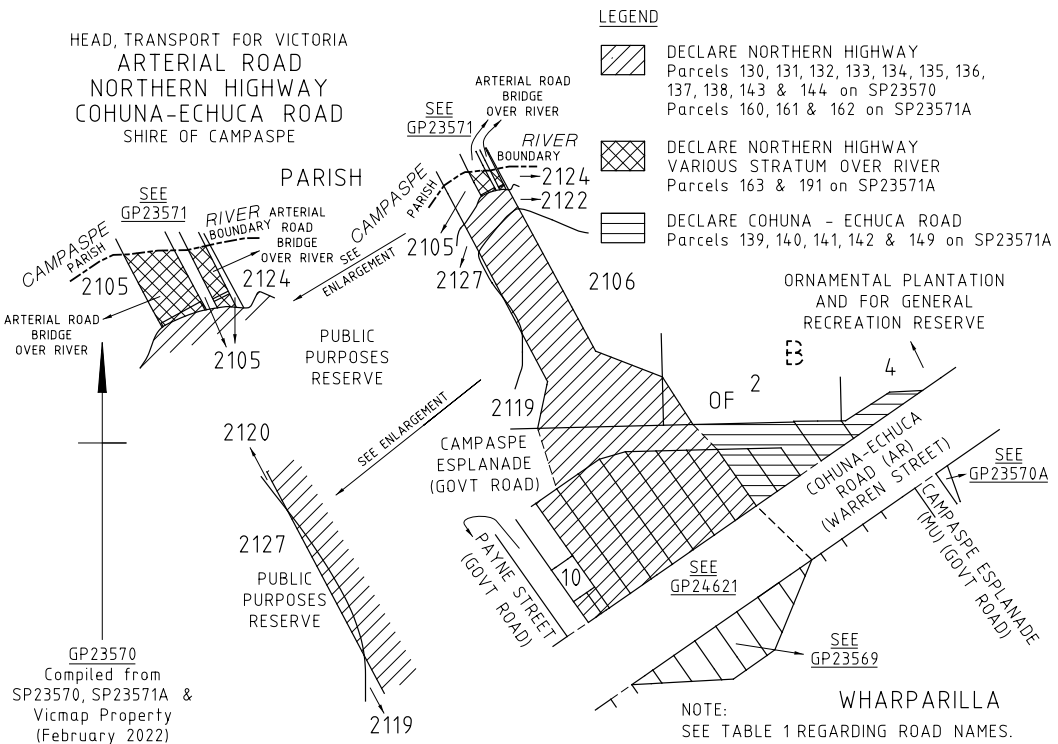 HEAD, TRANSPORT FOR VICTORIA
ARTERIAL ROAD
NORTHERN HIGHWAY
COHUNA-ECHUCA ROAD
SHIRE OF CAMPASPE
LEGEND
DECLARE NORTHERN HIGHWAY
Parcels 130, 131, 132, 133, 134, 135, 136,
137, 138, 143 & 144 on SP23570
Parcels 160, 161 & 162 on SP23571A
DECLARE NORTHERN HIGHWAY
VARIOUS STRATUM OVER RIVER
Parcels 163 & 191 on SP23571A
DECLARE COHUNA - ECHUCA ROAD
Parcels 139, 140, 141, 142 & 149 on SP23571A
ARTERIAL ROAD
BRIDGE
OVER RIVER
SEE
GP23571
RIVER
BOUNDARY
2124
2122
CAMPASPE
PARISH
2105
2127
2106
PARISH
SEE
GP23571
RIVER
BOUNDARY
ARTERIAL
ROAD
BRIDGE
OVER RIVER
CAMPASPE
PARISH
2105
2124
ARTERIAL ROAD
BRIDGE
OVER RIVER
2105
SEE
ENLARGEMENT
PUBLIC
PURPOSES
RESERVE
ORNAMENTAL PLANTATION
AND FOR GENERAL
RECREATION RESERVE
B
4
OF
2
2119
2120
SEE ENLARGEMENT
CAMPASPE
ESPLANADE
(GOVT ROAD)
COHUNA-ECHUCA
ROAD (AR)
(WARREN STREET)
SEE
GP23570A
CAMPASPE ESPLANADE
(MU) (GOVT
ROAD)
2127
PUBLIC
PURPOSES
RESERVE
PAYNE STREET
(GOVT ROAD)
10
SEE
GP24621
SEE
GP23569
2119
GP23570
Compiled from
SP23570, SP23571A &
Vicmap Property
(February 2022)
WHARPARILLA
NOTE:
SEE TABLE 1 REGARDING ROAD NAMES.